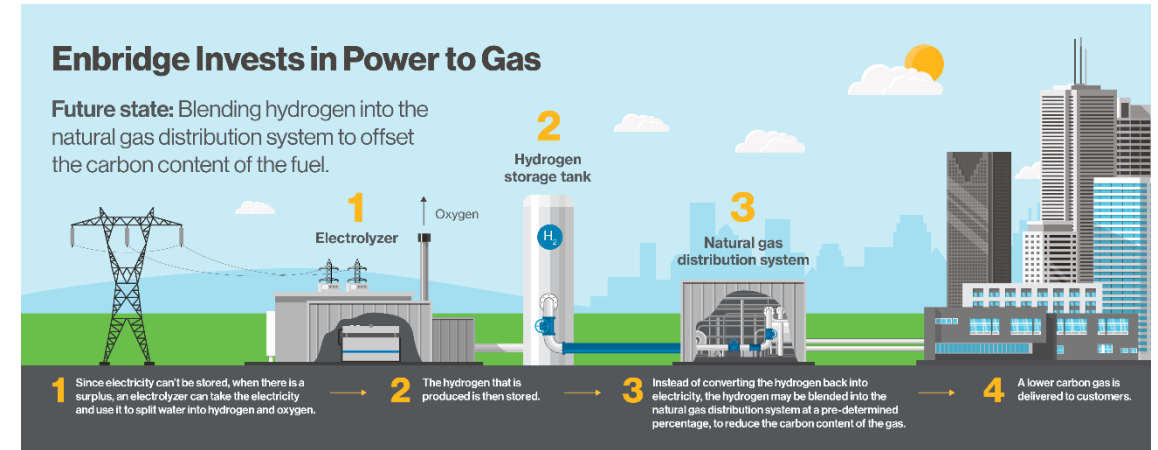 Enbridge Invests in Power to Gas
Future state: Blending hydrogen into the
natural gas distribution system to offset
the carbon content of the fuel.
1
Electrolyzer
Oxygen
2
Hydrogen
storage tank
H₂
3
Natural gas
distribution system
1 Since electricity can't be stored, when there is a
surplus, an electrolyzer can take the electricity
and use it to split water into hydrogen and oxygen.
2 The hydrogen that is
produced is then stored.
3 Instead of converting the hydrogen back into
electricity, the hydrogen may be blended into the
natural gas distribution system at a pre-determined
percentage, to reduce the carbon content of the gas.
4 A lower carbon gas is
delivered to customers.